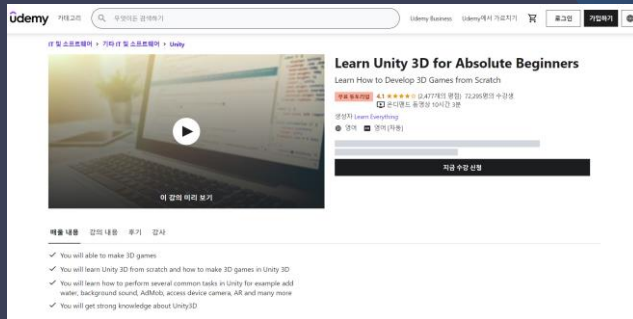 ûdemy 카테고리 무엇이든 검색하기 Udemy Business Udemy에서 가르치기 로그인 가입하기
IT 및 소프트웨어 > 기타 IT 및 소프트웨어 > Unity
Learn Unity 3D for Absolute Beginners
Learn How to Develop 3D Games from Scratch
무료 튜토리얼 4.1 ★★★★☆ (2,477개의 평점) 72,295명의 수강생
온디맨드 동영상 10시간 3분
생성자 Learn Everything
영어 영어 [자동]
지금 수강 신청
이 강의 미리 보기
배울 내용 강의 내용 후기 강사
✓ You will able to make 3D games
✓ You will learn Unity 3D from scratch and how to make 3D games in Unity 3D
✓ You will learn how to perform several common tasks in Unity for example add
water, background sound, AdMob, access device camera, AR and many more
✓ You will get strong knowledge about Unity3D